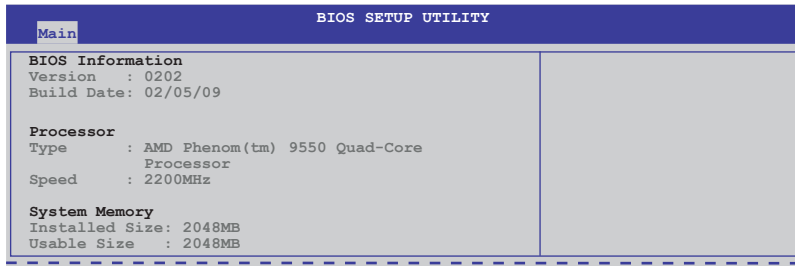 BIOS SETUP UTILITY
Main
BIOS Information
Version : 0202
Build Date: 02/05/09
Processor
Type : AMD Phenom(tm) 9550 Quad-Core
Processor
Speed : 2200MHz
System Memory
Installed Size: 2048MB
Usable Size : 2048MB